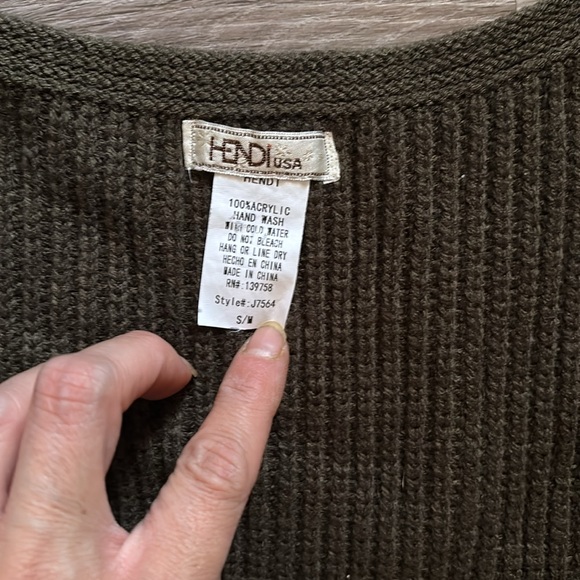 HENDI USA
HENDI
100%ACRYLIC
HAND WASH
WITH COLD WATER
DO NOT BLEACH
HANG OR LINE DRY
HECHO EN CHINA
MADE IN CHINA
RN#:139758
Style#:J7564
S/M